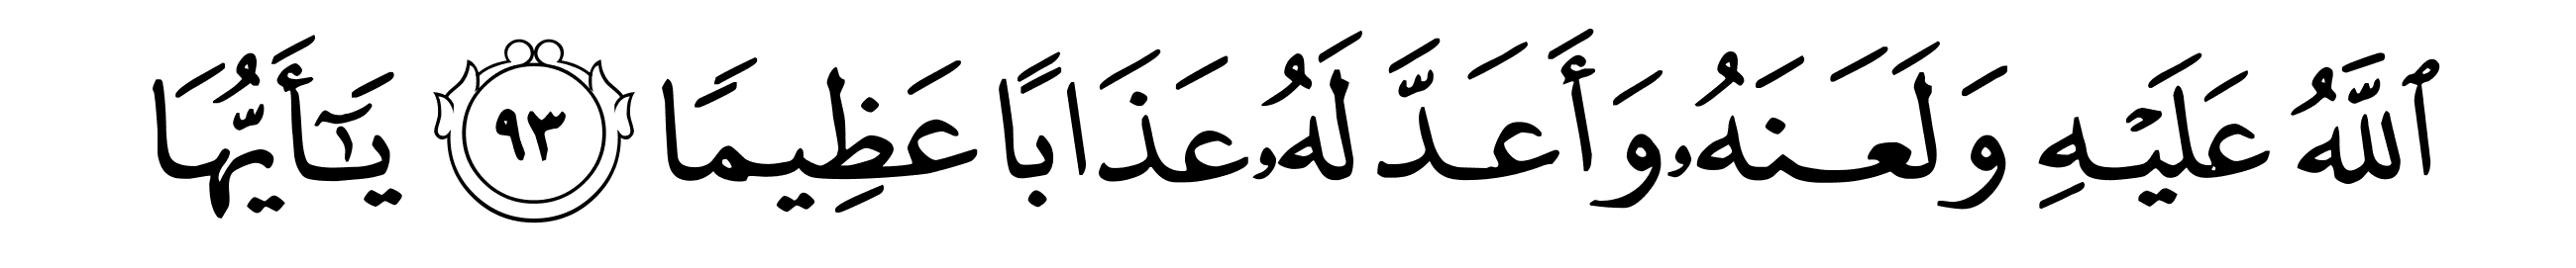 ٱللَّهُ عَلَيْهِ وَلَعَنَهُۥ وَأَعَدَّ لَهُۥ عَذَابًا عَظِيمًا ٩٣ يَـٰٓأَيُّهَا